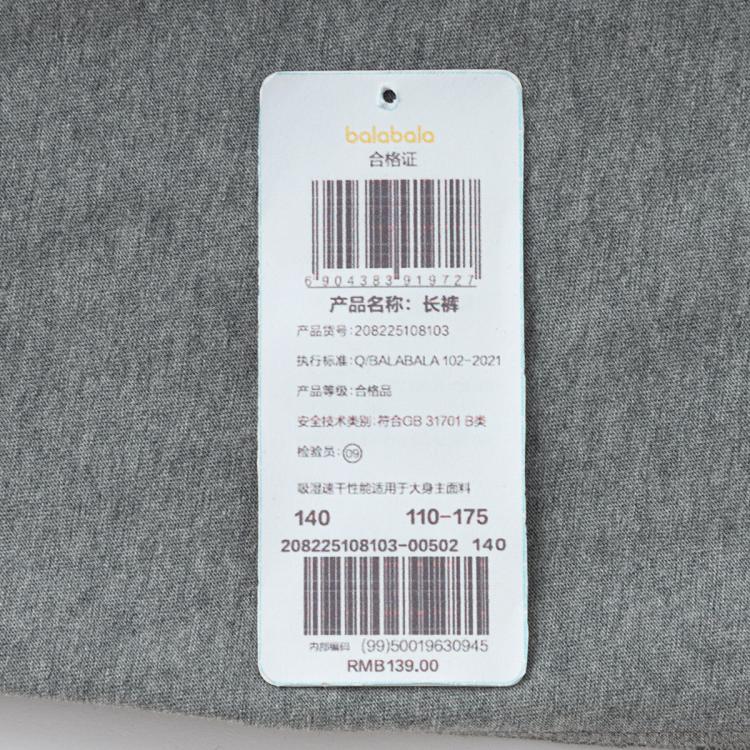 balabala
合格证
6904383919727
产品名称：长裤
产品货号:208225108103
执行标准:Q/BALABALA 102-2021
产品等级:合格品
安全技术类别:符合GB 31701 B类
检验员:09
吸湿速干性能适用于大身主面料
140 110-175
208225108103-00502 140
内部编码 (99)50019630945
RMB139.00